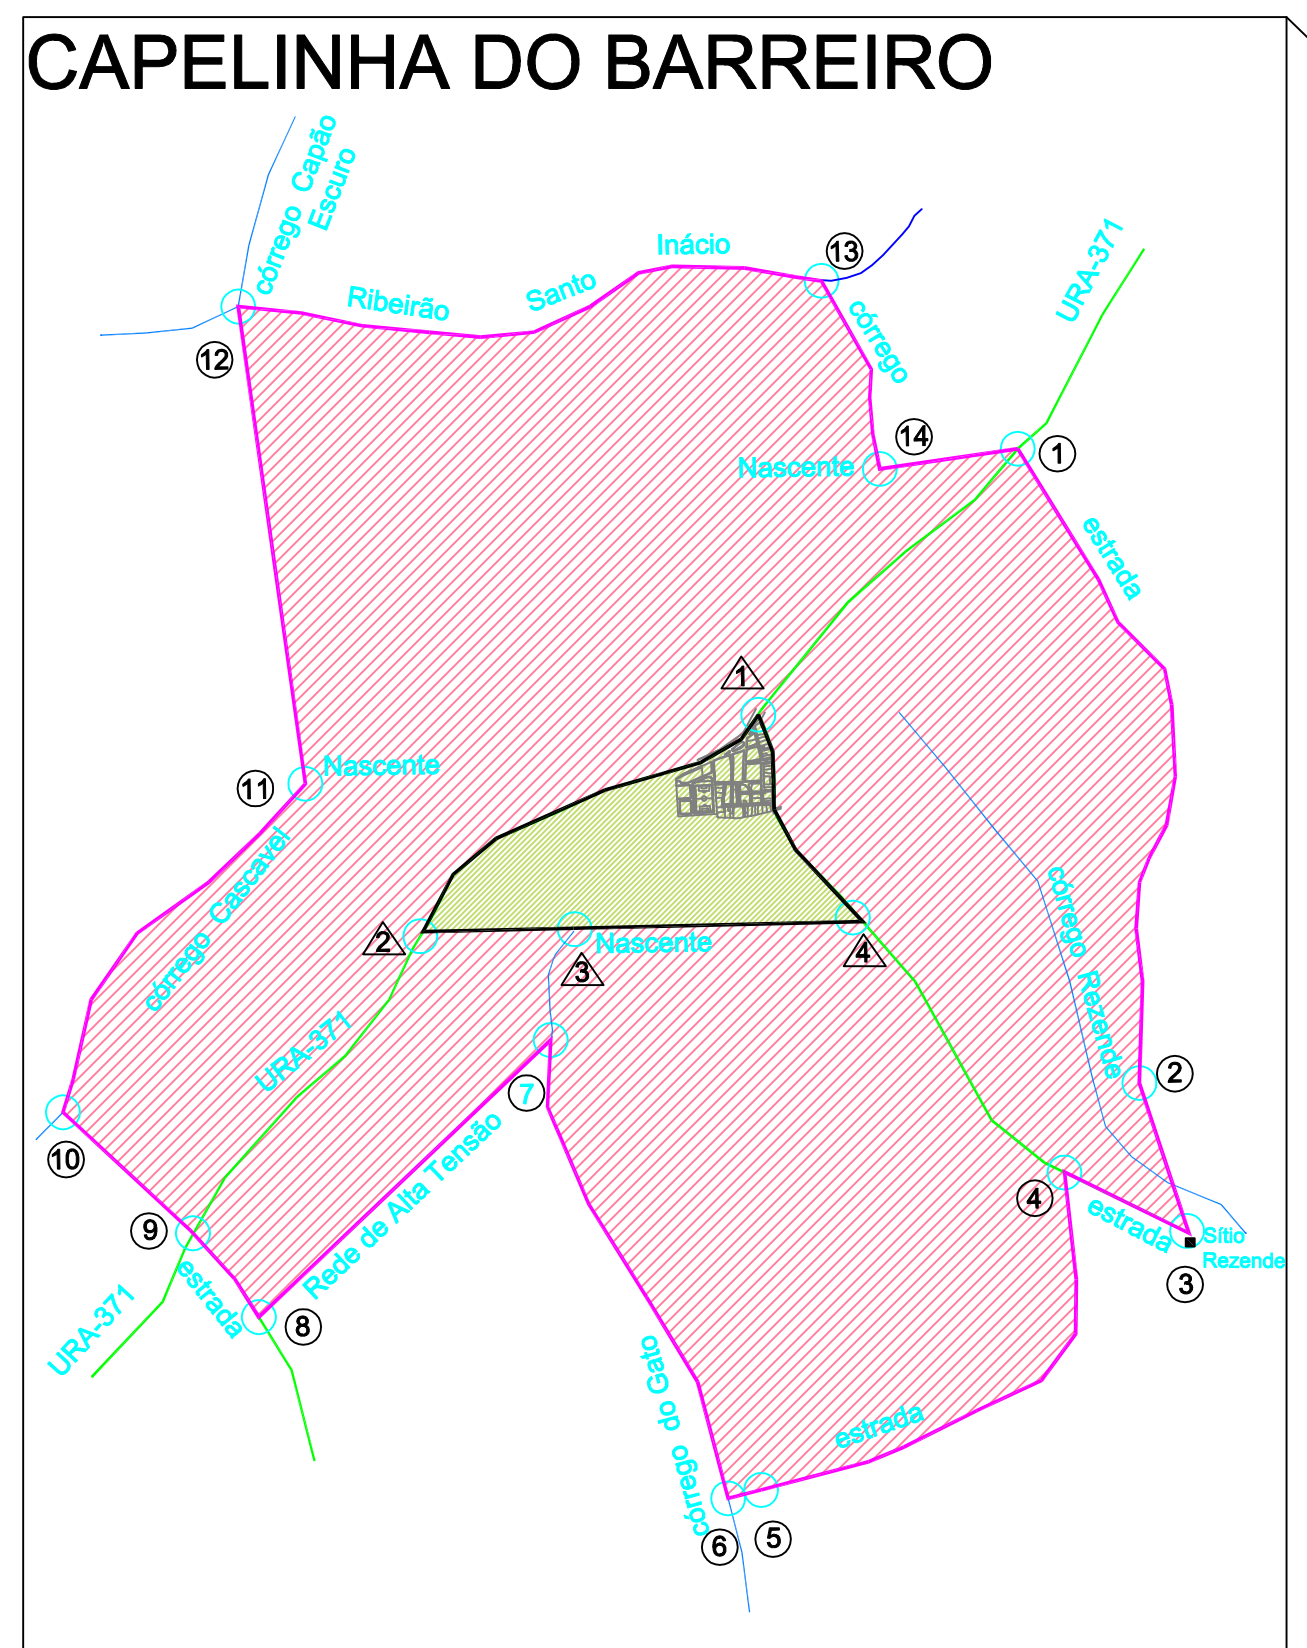 CAPELINHA DO BARREIRO
córrego Capão
Escuro
Inácio
13
URA-371
Santo
Ribeirão
córrego
12
14
1
Nascente
estrada
1
Nascente
11
córrego Cascavel
córrego Rezende
2
Nascente
4
3
URA-371
2
7
Rede de Alta Tensão
10
4
estrada
9
Sítio
Rezende
3
estrada
8
URA-371
córrego do Gato
estrada
6
5